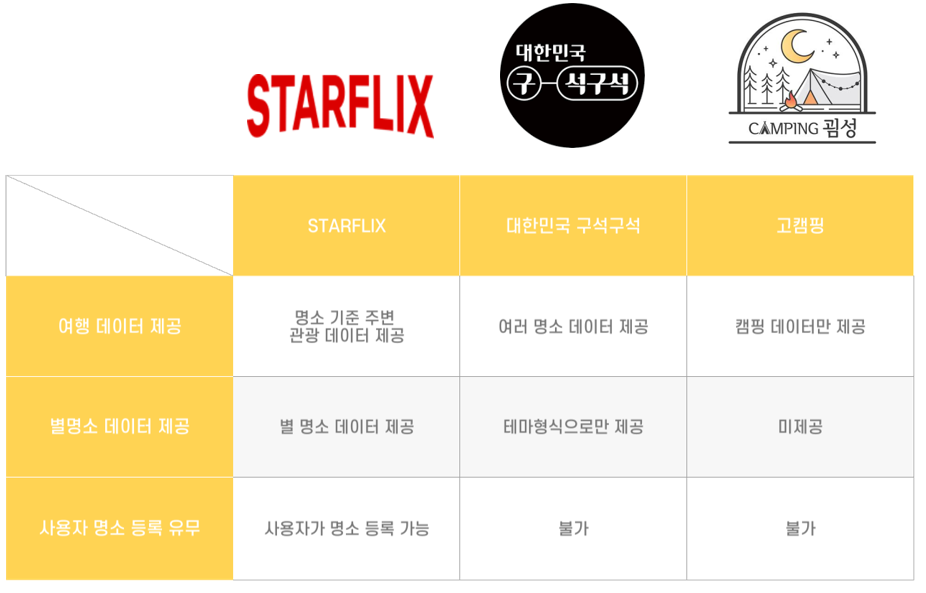 STARFLIX
대한민국
구석구석
CAMPING 굄성
STARFLIX
대한민국 구석구석
고캠핑
여행 데이터 제공
명소 기준 주변
관광 데이터 제공
여러 명소 데이터 제공
캠핑 데이터만 제공
별명소 데이터 제공
별 명소 데이터 제공
테마형식으로만 제공
미제공
사용자 명소 등록 유무
사용자가 명소 등록 가능
불가
불가